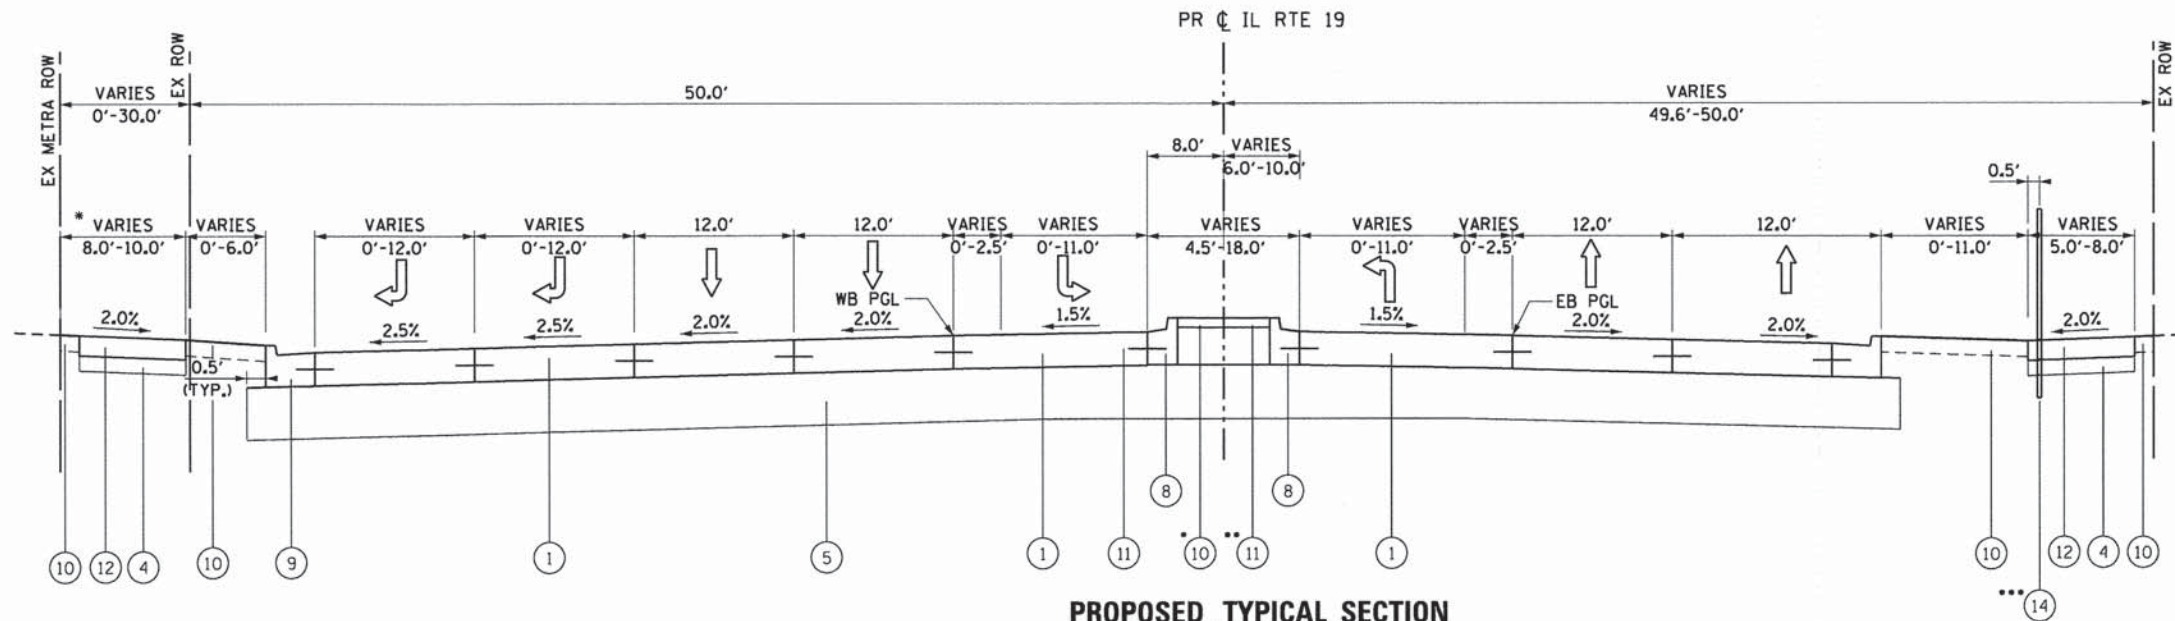 PR ℄ IL RTE 19
EX METRA ROW
EX ROW
EX ROW
VARIES
0'-30.0'
50.0'
VARIES
49.6'-50.0'
8.0'
VARIES
6.0'-10.0'
0.5'
*
VARIES
8.0'-10.0'
VARIES
0'-6.0'
VARIES
0'-12.0'
VARIES
0'-12.0'
12.0'
12.0'
VARIES
0'-2.5'
VARIES
0'-11.0'
VARIES
4.5'-18.0'
VARIES
0'-11.0'
VARIES
0'-2.5'
12.0'
12.0'
VARIES
0'-11.0'
VARIES
5.0'-8.0'
WB PGL
EB PGL
2.0%
2.5%
2.5%
2.0%
2.0%
1.5%
1.5%
2.0%
2.0%
2.0%
0.5'
(TYP.)
8
8
10
12
4
10
9
1
5
1
11
• 10
•• 11
1
10
12
4
10
••• 14
PROPOSED TYPICAL SECTION